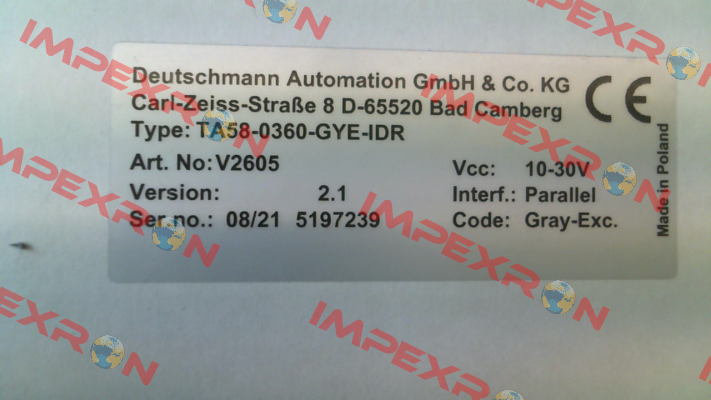 Deutschmann Automation GmbH & Co. KG
Carl-Zeiss-Straße 8 D-65520 Bad Camberg
Type: TA58-0360-GYE-IDR
Art. No: V2605
Vcc: 10-30V
Version: 2.1
Interf.: Parallel
Ser no.: 08/21 5197239
Code: Gray-Exc.
CE
Made in Poland
IMPEXRON
IMPEXRON
IMPEXRON
IMPEXRON
IMPEXRON
IMPEXRON
IMPEXRON